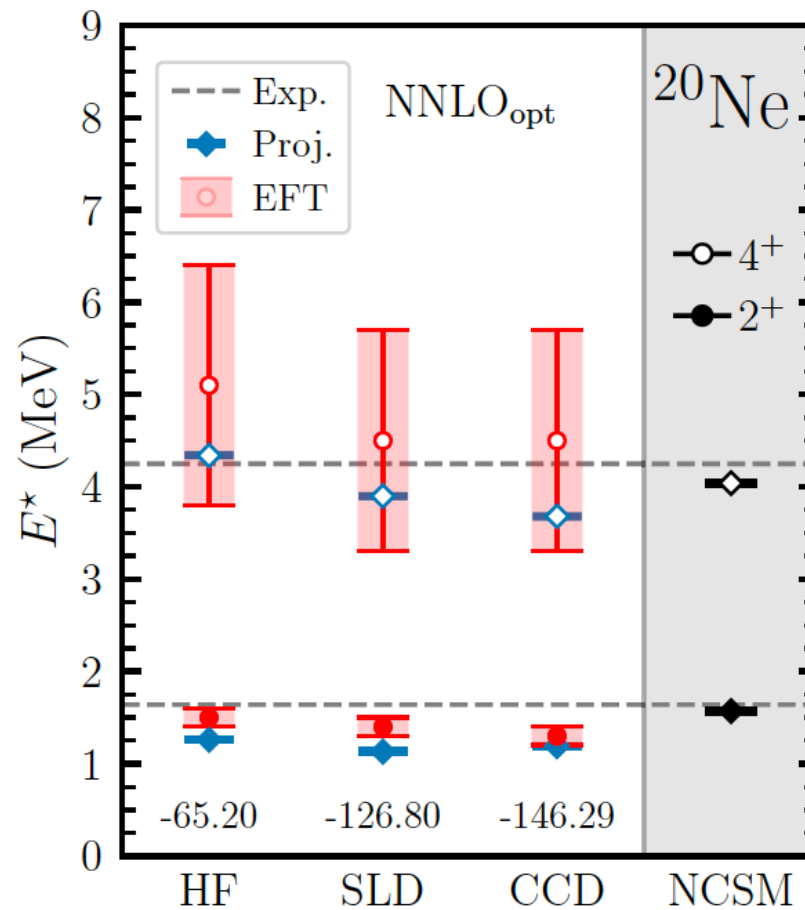 9
8
7
6
5
4
3
2
1
0
E⋆ (MeV)
Exp.
Proj.
EFT
NNLOopt
²⁰Ne
4⁺
2⁺
-65.20
-126.80
-146.29
HF
SLD
CCD
NCSM